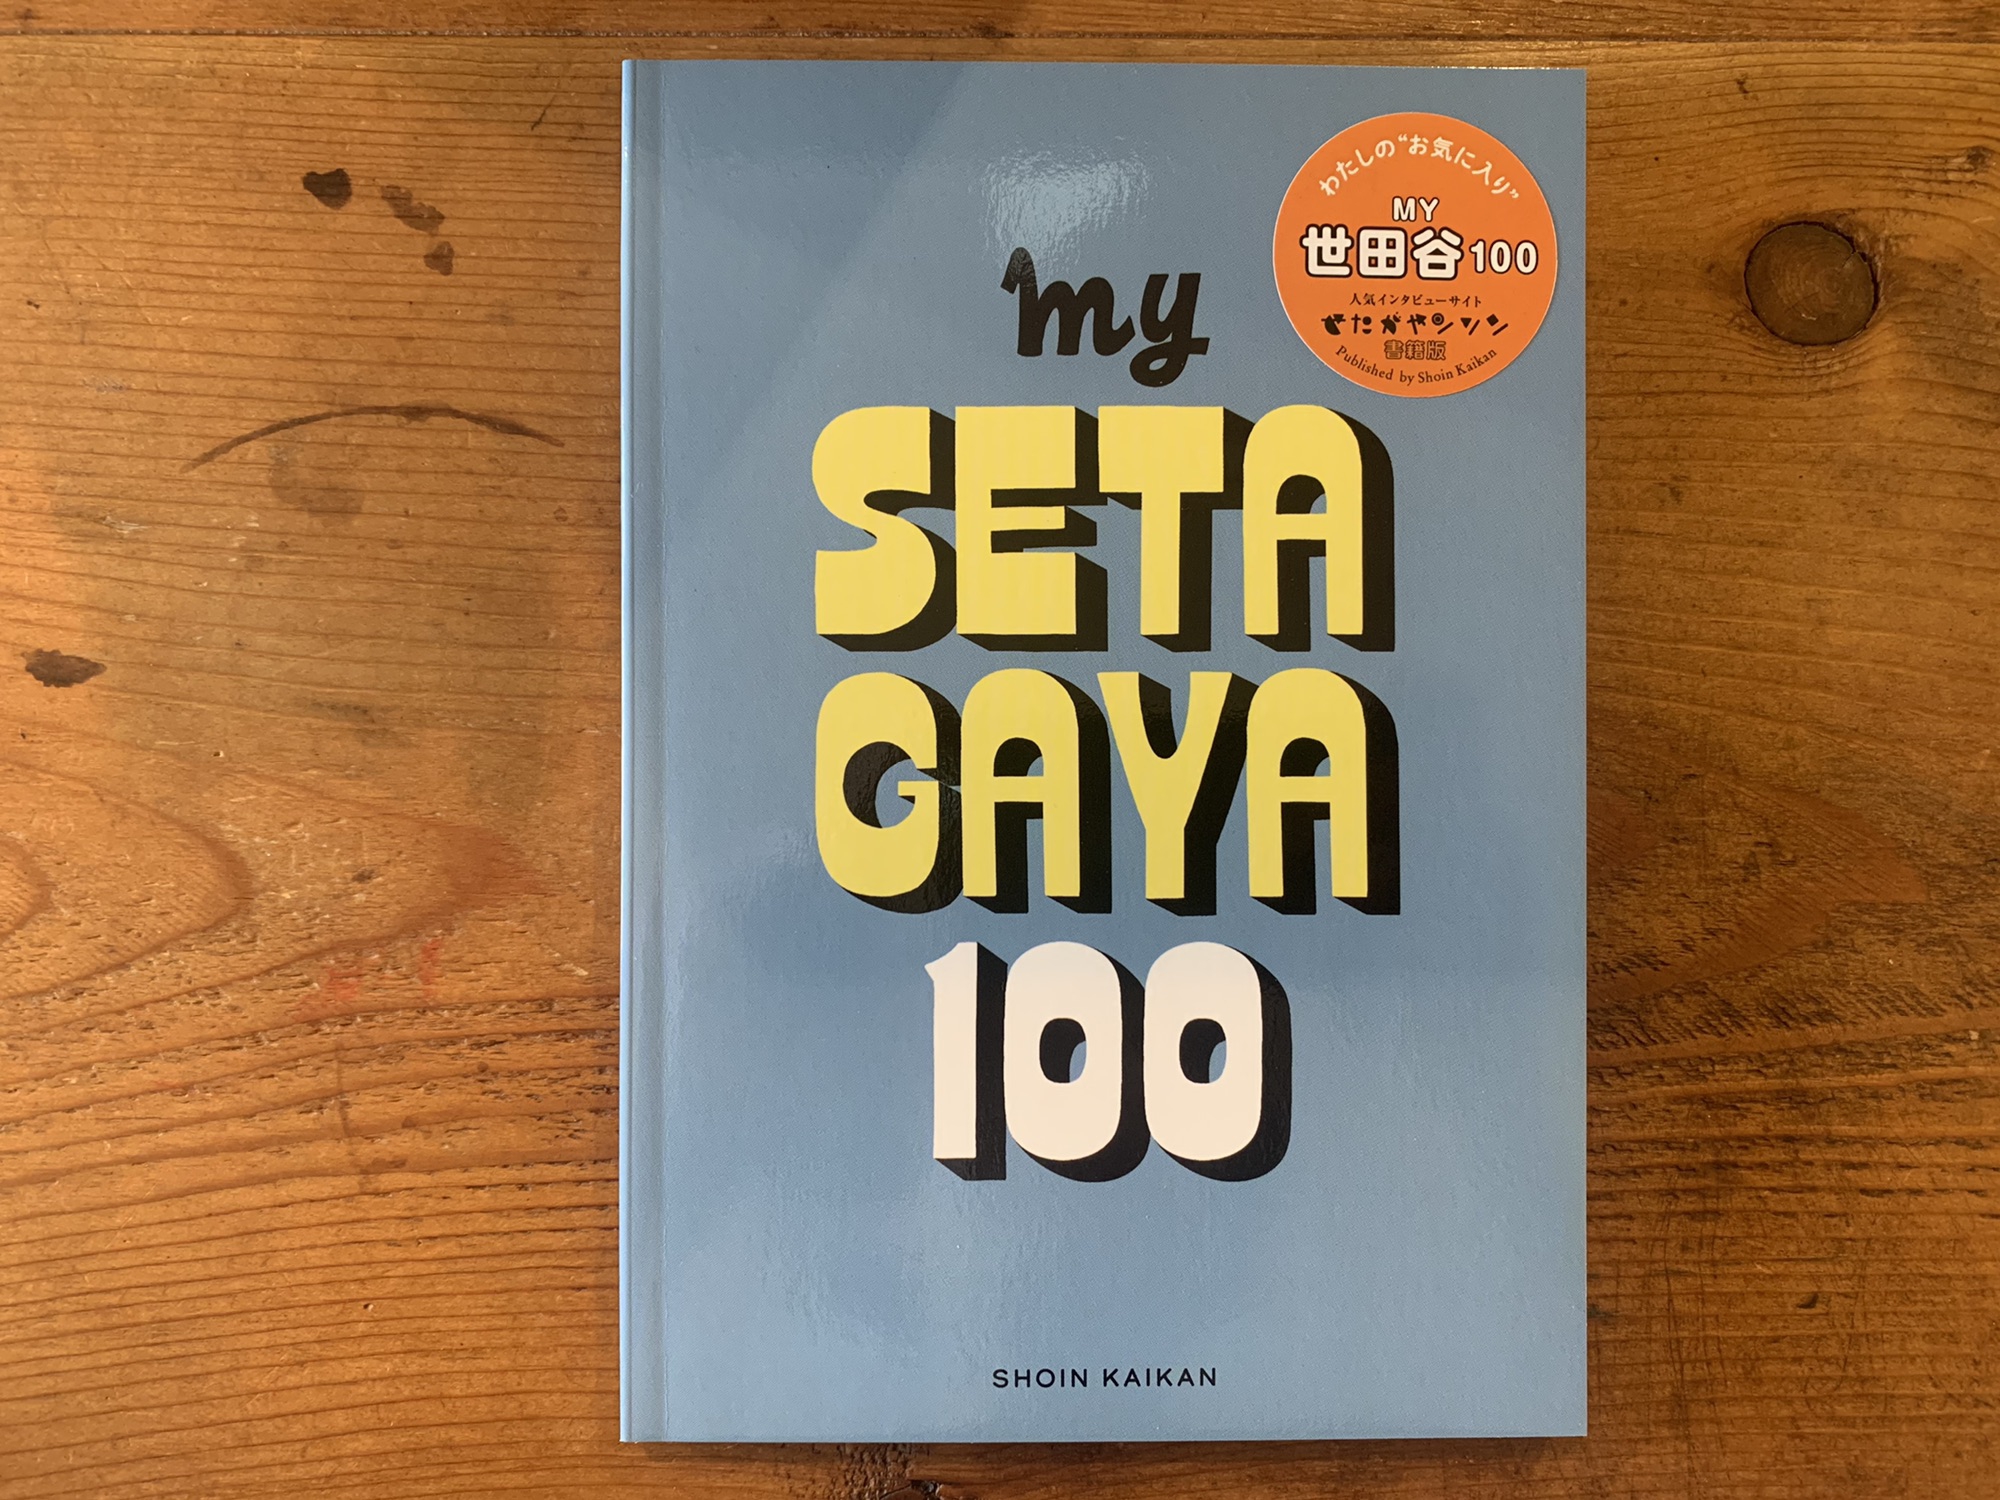 my
SETA
GAYA
100
SHOIN KAIKAN
わたしの“お気に入り”
MY
世田谷100
人気インタビューサイト
せたがやンソン
書籍版
Published by Shoin Kaikan